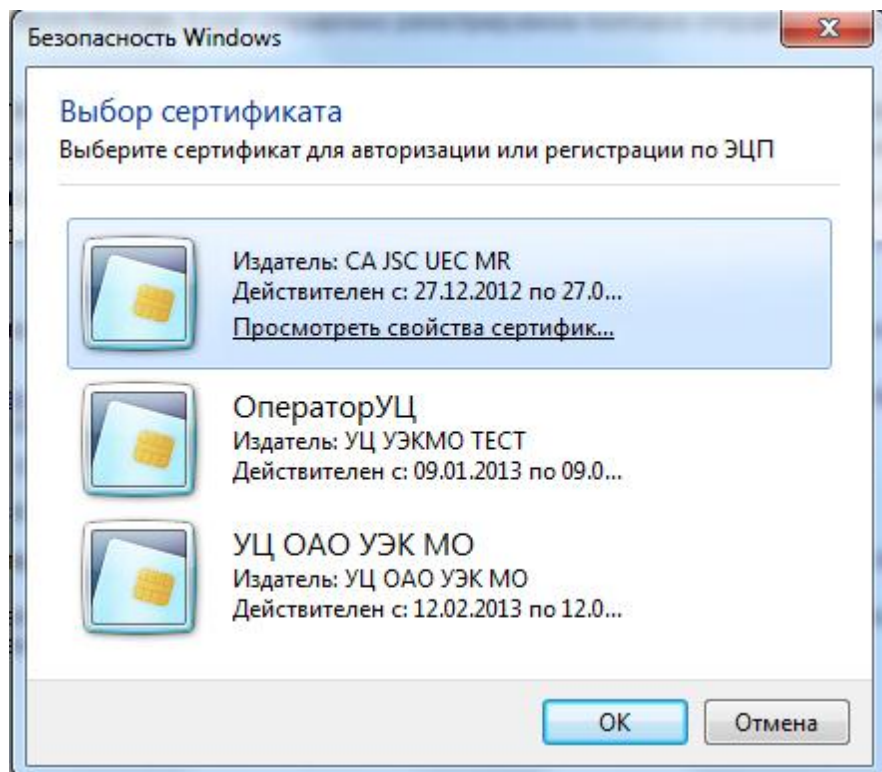 Безопасность Windows
Выбор сертификата
Выберите сертификат для авторизации или регистрации по ЭЦП
Издатель: CA JSC UEC MR
Действителен с: 27.12.2012 по 27.0...
Просмотреть свойства сертифик...
ОператорУЦ
Издатель: УЦ УЭКМО ТЕСТ
Действителен с: 09.01.2013 по 09.0...
УЦ ОАО УЭК МО
Издатель: УЦ ОАО УЭК МО
Действителен с: 12.02.2013 по 12.0...
ОК
Отмена